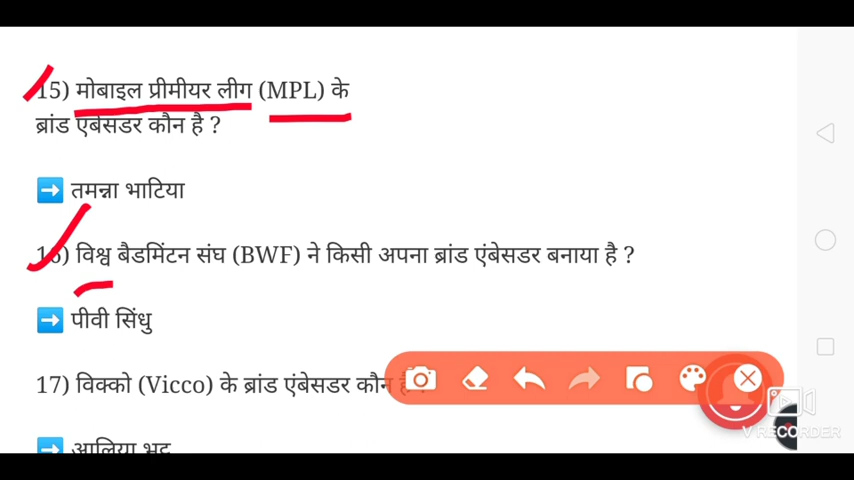 15) मोबाइल प्रीमीयर लीग (MPL) के
ब्रांड एंबेसडर कौन है ?
➡ तमन्ना भाटिया
16) विश्व बैडमिंटन संघ (BWF) ने किसी अपना ब्रांड एंबेसडर बनाया है ?
➡ पीवी सिंधु
17) विक्को (Vicco) के ब्रांड एंबेसडर कौन
➡ आलिया भट्ट
V RECORDER